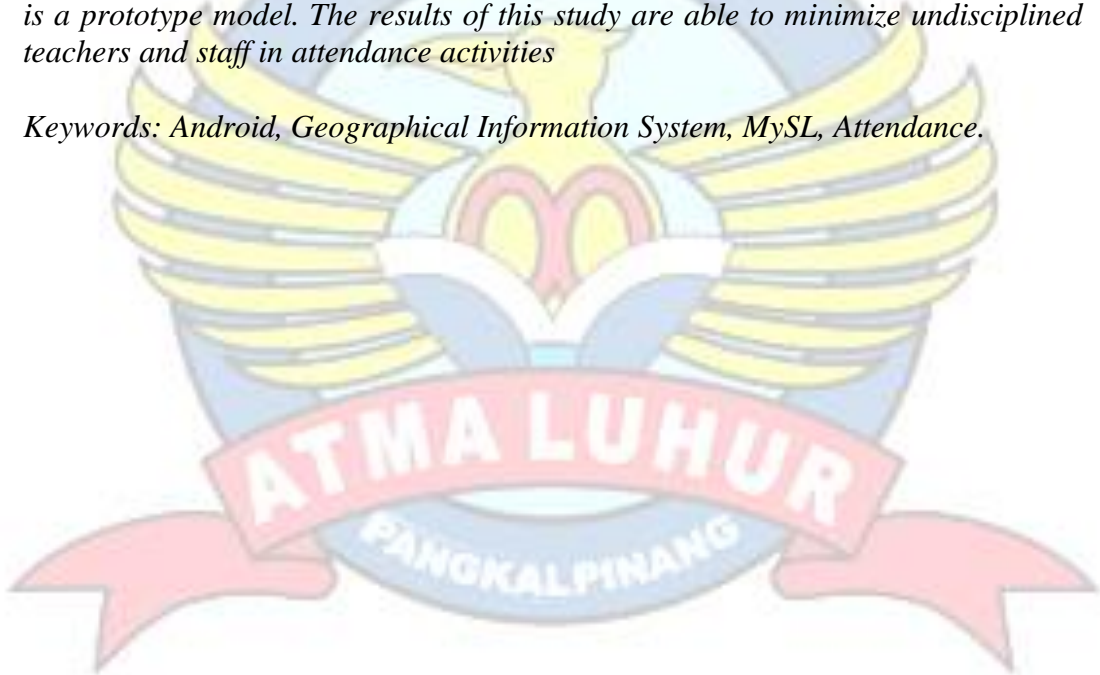 is a prototype model. The results of this study are able to minimize undisciplined
teachers and staff in attendance activities
Keywords: Android, Geographical Information System, MySL, Attendance.
ATMA LUHUR
PANGKALPINANG